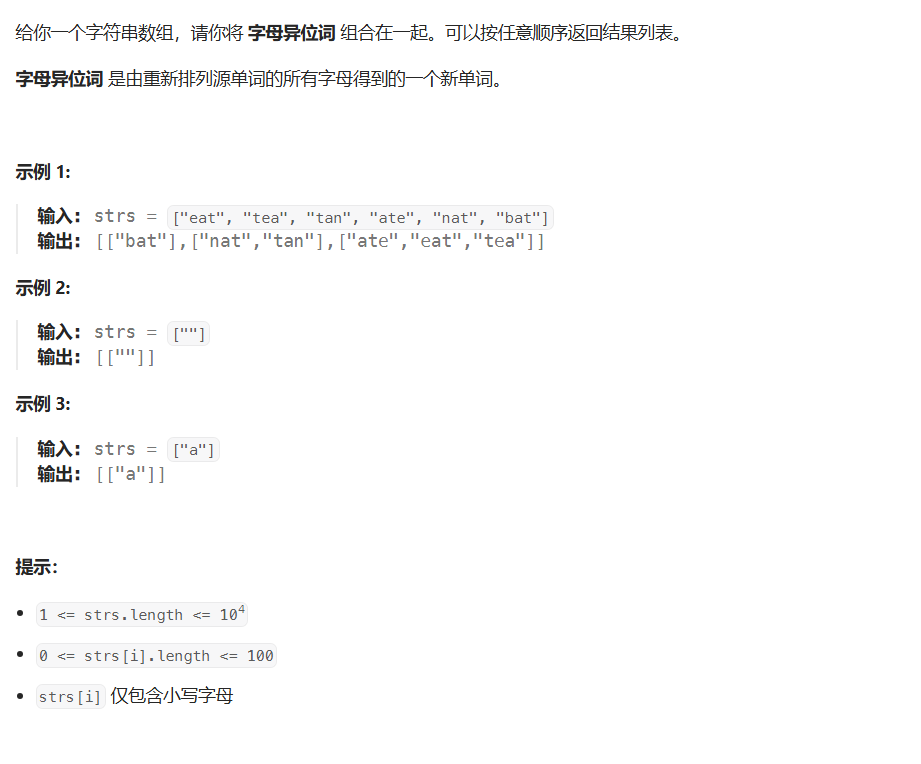 给你一个字符串数组，请你将 字母异位词 组合在一起。可以按任意顺序返回结果列表。
字母异位词 是由重新排列源单词的所有字母得到的一个新单词。
示例 1:
输入: strs = ["eat", "tea", "tan", "ate", "nat", "bat"]
输出: [["bat"],["nat","tan"],["ate","eat","tea"]]
示例 2:
输入: strs = [""]
输出: [[""]]
示例 3:
输入: strs = ["a"]
输出: [["a"]]
提示：
• 1 <= strs.length <= 10⁴
• 0 <= strs[i].length <= 100
• strs[i] 仅包含小写字母